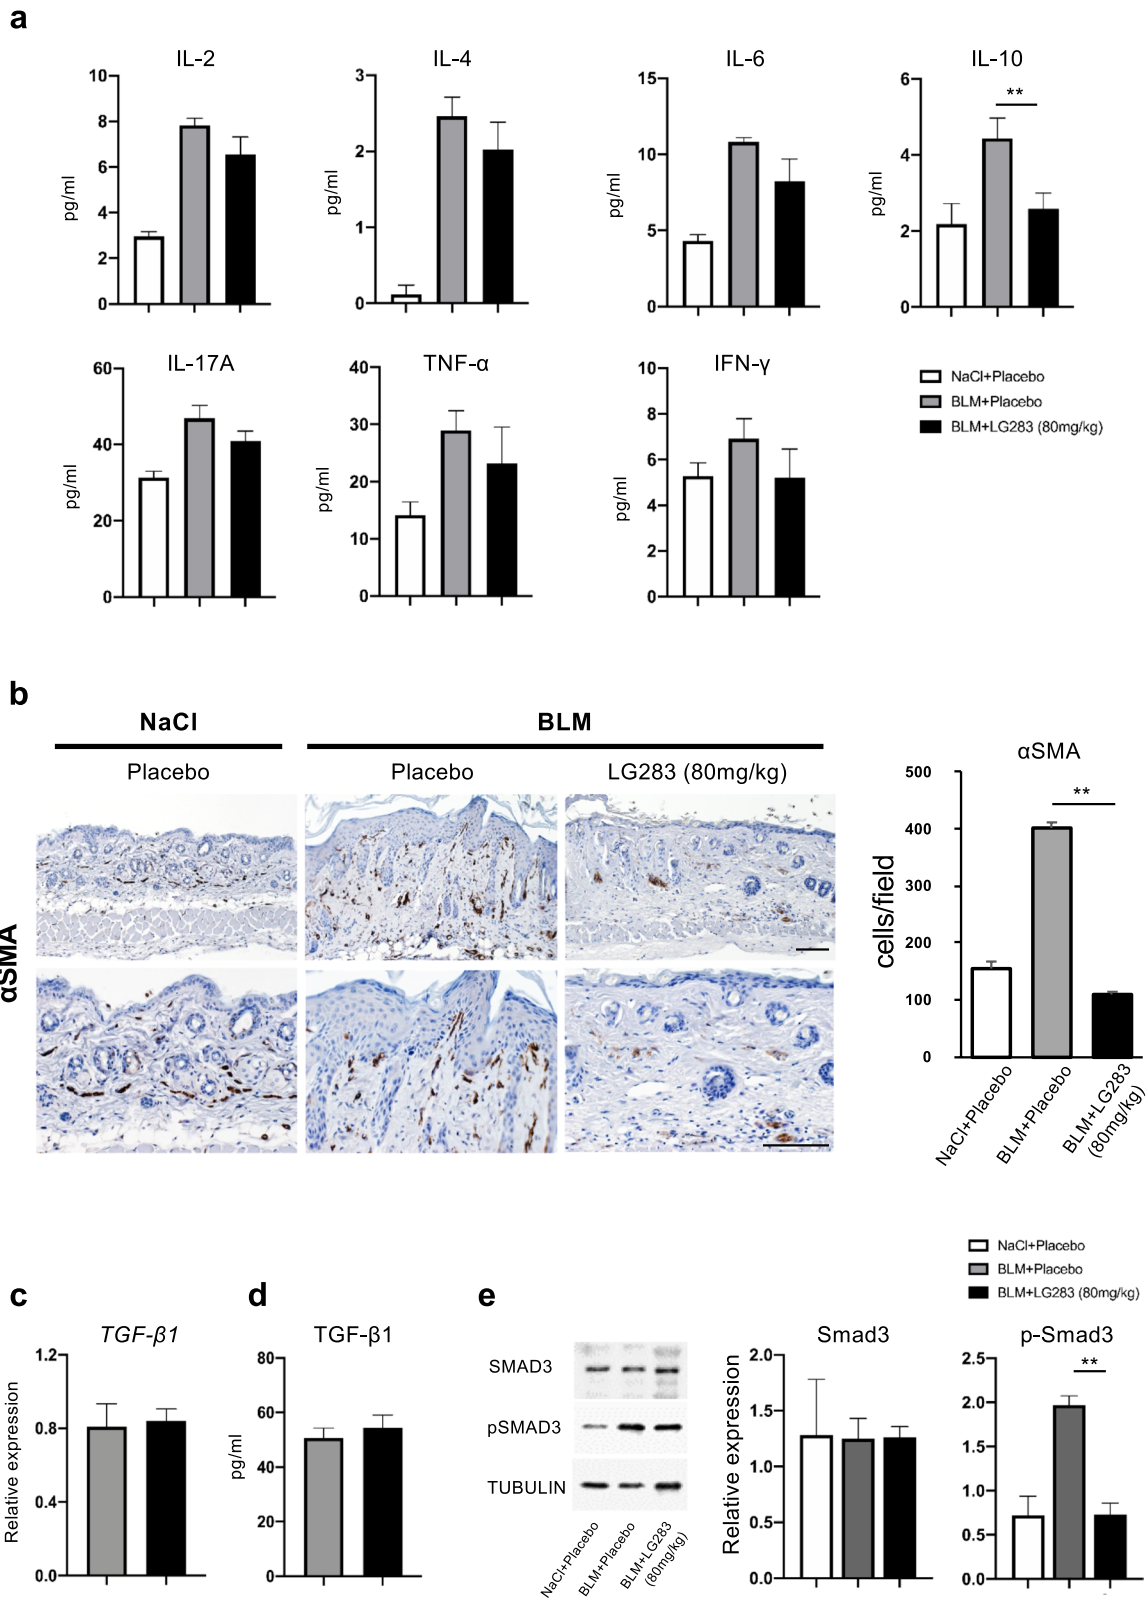 a
IL-2
IL-4
IL-6
IL-10
10
8
6
4
2
0
pg/ml
3
2
1
0
pg/ml
15
10
5
0
pg/ml
6
4
2
0
pg/ml
**
IL-17A
TNF-α
IFN-γ
60
40
20
0
pg/ml
40
30
20
10
0
pg/ml
10
8
6
4
2
0
pg/ml
NaCl+Placebo
BLM+Placebo
BLM+LG283 (80mg/kg)
b
NaCl
BLM
Placebo
Placebo
LG283 (80mg/kg)
αSMA
αSMA
500
400
300
200
100
0
cells/field
**
NaCl+Placebo
BLM+Placebo
BLM+LG283
(80mg/kg)
NaCl+Placebo
BLM+Placebo
BLM+LG283 (80mg/kg)
c
TGF-β1
1.2
0.8
0.4
0.0
Relative expression
d
TGF-β1
80
60
40
20
0
pg/ml
e
SMAD3
pSMAD3
TUBULIN
NaCl+Placebo
BLM+Placebo
BLM+LG283
(80mg/kg)
Smad3
2.0
1.5
1.0
0.5
0.0
Relative expression
p-Smad3
2.5
2.0
1.5
1.0
0.5
0.0
**